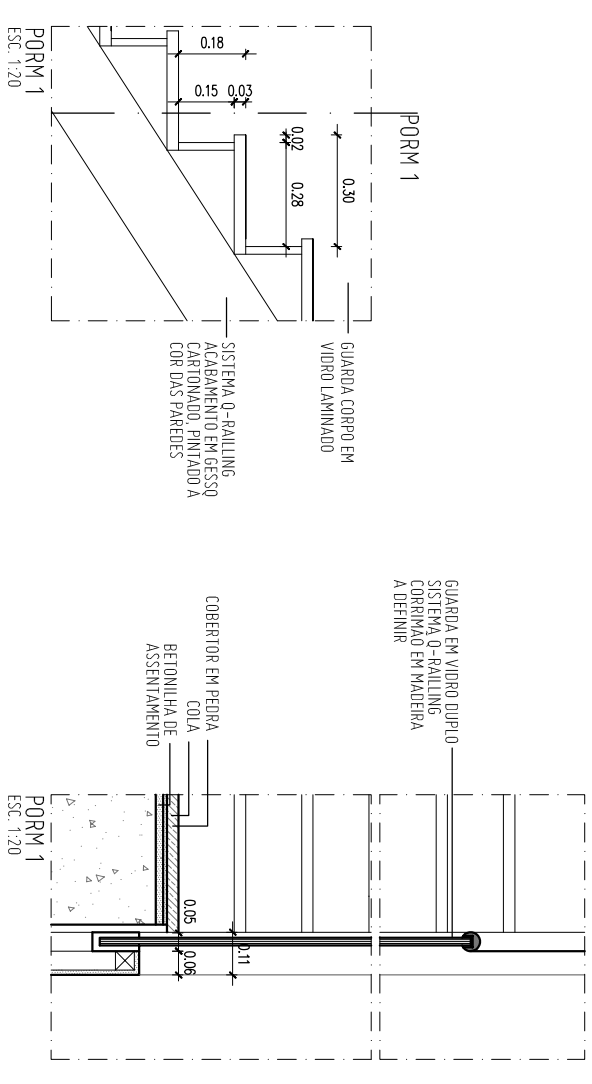 PORM 1
0.18
0.15
0.03
0.02
0.28
0.30
GUARDA CORPO EM
VIDRO LAMINADO
SISTEMA Q-RAILLING
ACABAMENTO EM GESSO
CARTONADO, PINTADO A
COR DAS PAREDES
PORM 1
ESC. 1:20
GUARDA EM VIDRO DUPLO
SISTEMA Q-RAILLING
CORRIMÃO EM MADEIRA
A DEFINIR
COBERTOR EM PEDRA
COLA
BETONILHA DE
ASSENTAMENTO
0.05
0.06
0.11
PORM 1
ESC. 1:20